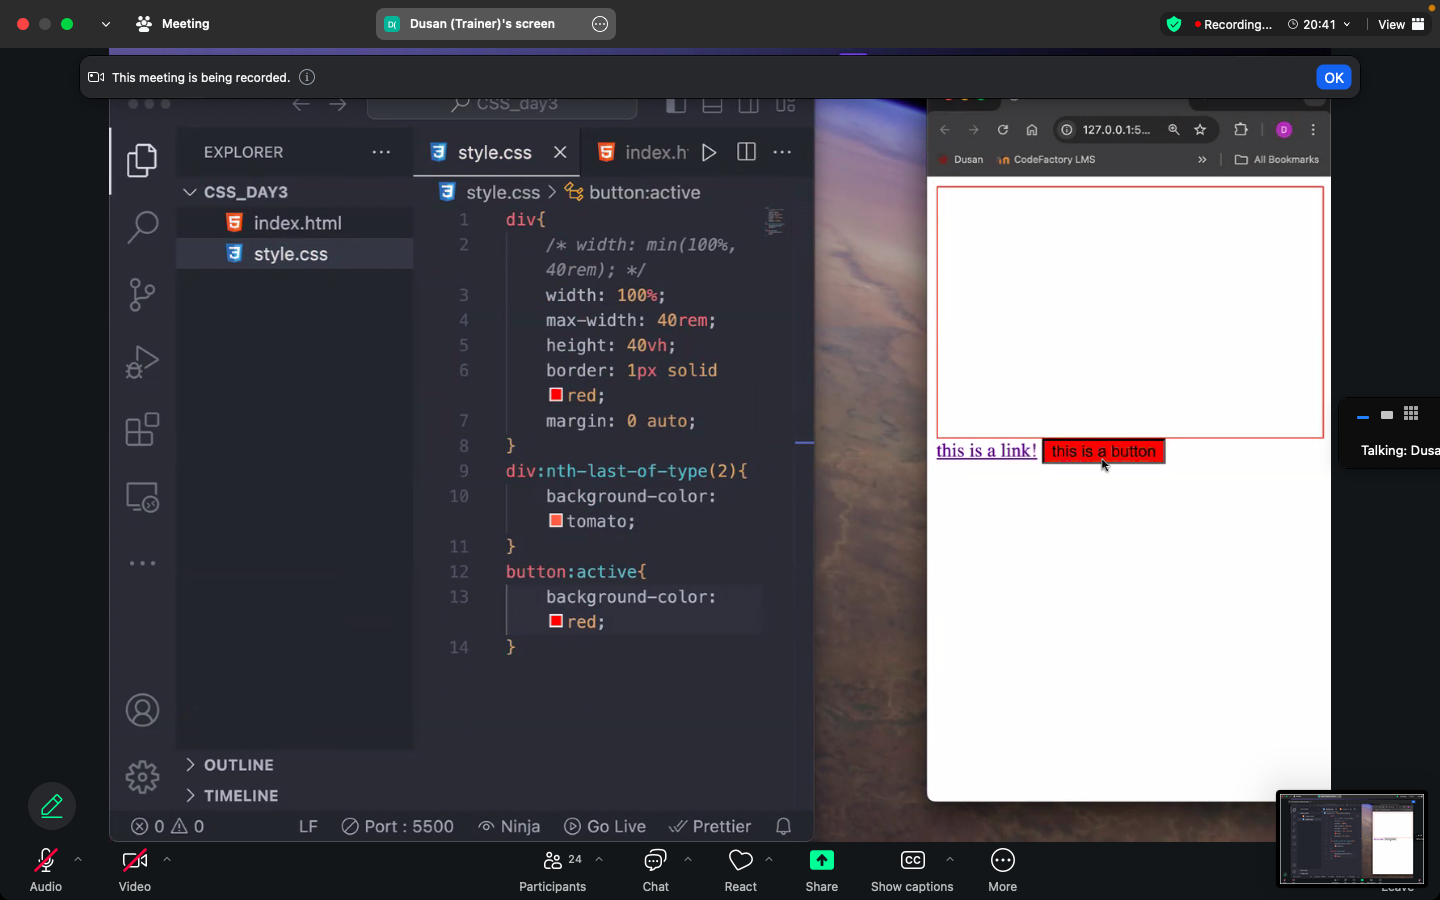 Meeting
D( Dusan (Trainer)'s screen
Recording...
20:41
View
This meeting is being recorded.
OK
CSS_day3
EXPLORER
style.css
index.h
127.0.0.1:5...
D
Dusan
CodeFactory LMS
All Bookmarks
CSS_DAY3
index.html
style.css
style.css > button:active
1 div{
2 /* width: min(100%,
40rem); */
3 width: 100%;
4 max-width: 40rem;
5 height: 40vh;
6 border: 1px solid
red;
7 margin: 0 auto;
8 }
9 div:nth-last-of-type(2){
10 background-color:
tomato;
11 }
12 button:active{
13 background-color:
red;
14 }
this is a link!
this is a button
Talking: Dusa
OUTLINE
TIMELINE
0 0
LF
Port : 5500
Ninja
Go Live
Prettier
Audio
Video
24
Participants
Chat
React
Share
CC
Show captions
More
Leave